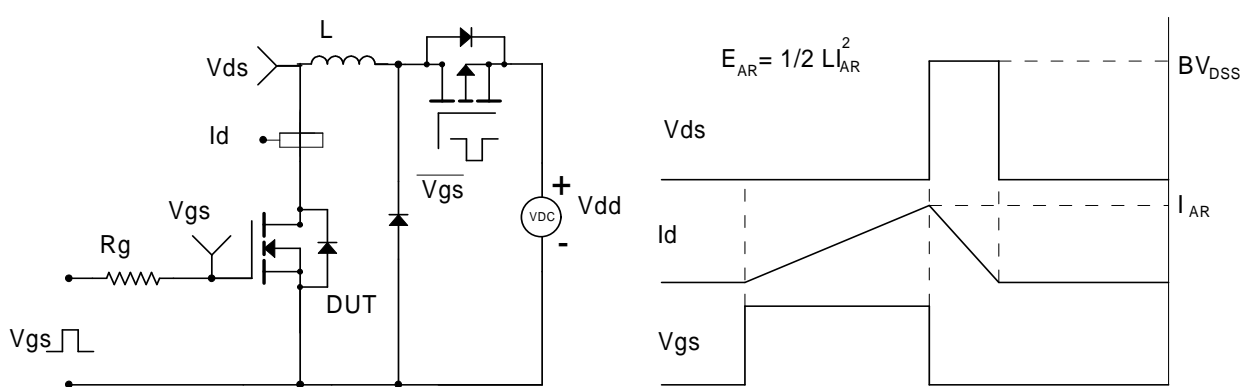 L
Vds
Id
Vgs
Vgs
Rg
DUT
Vgs
+
VDC
-
Vdd
E_AR= 1/2 LI_AR^2
BV_DSS
Vds
I_AR
Id
Vgs